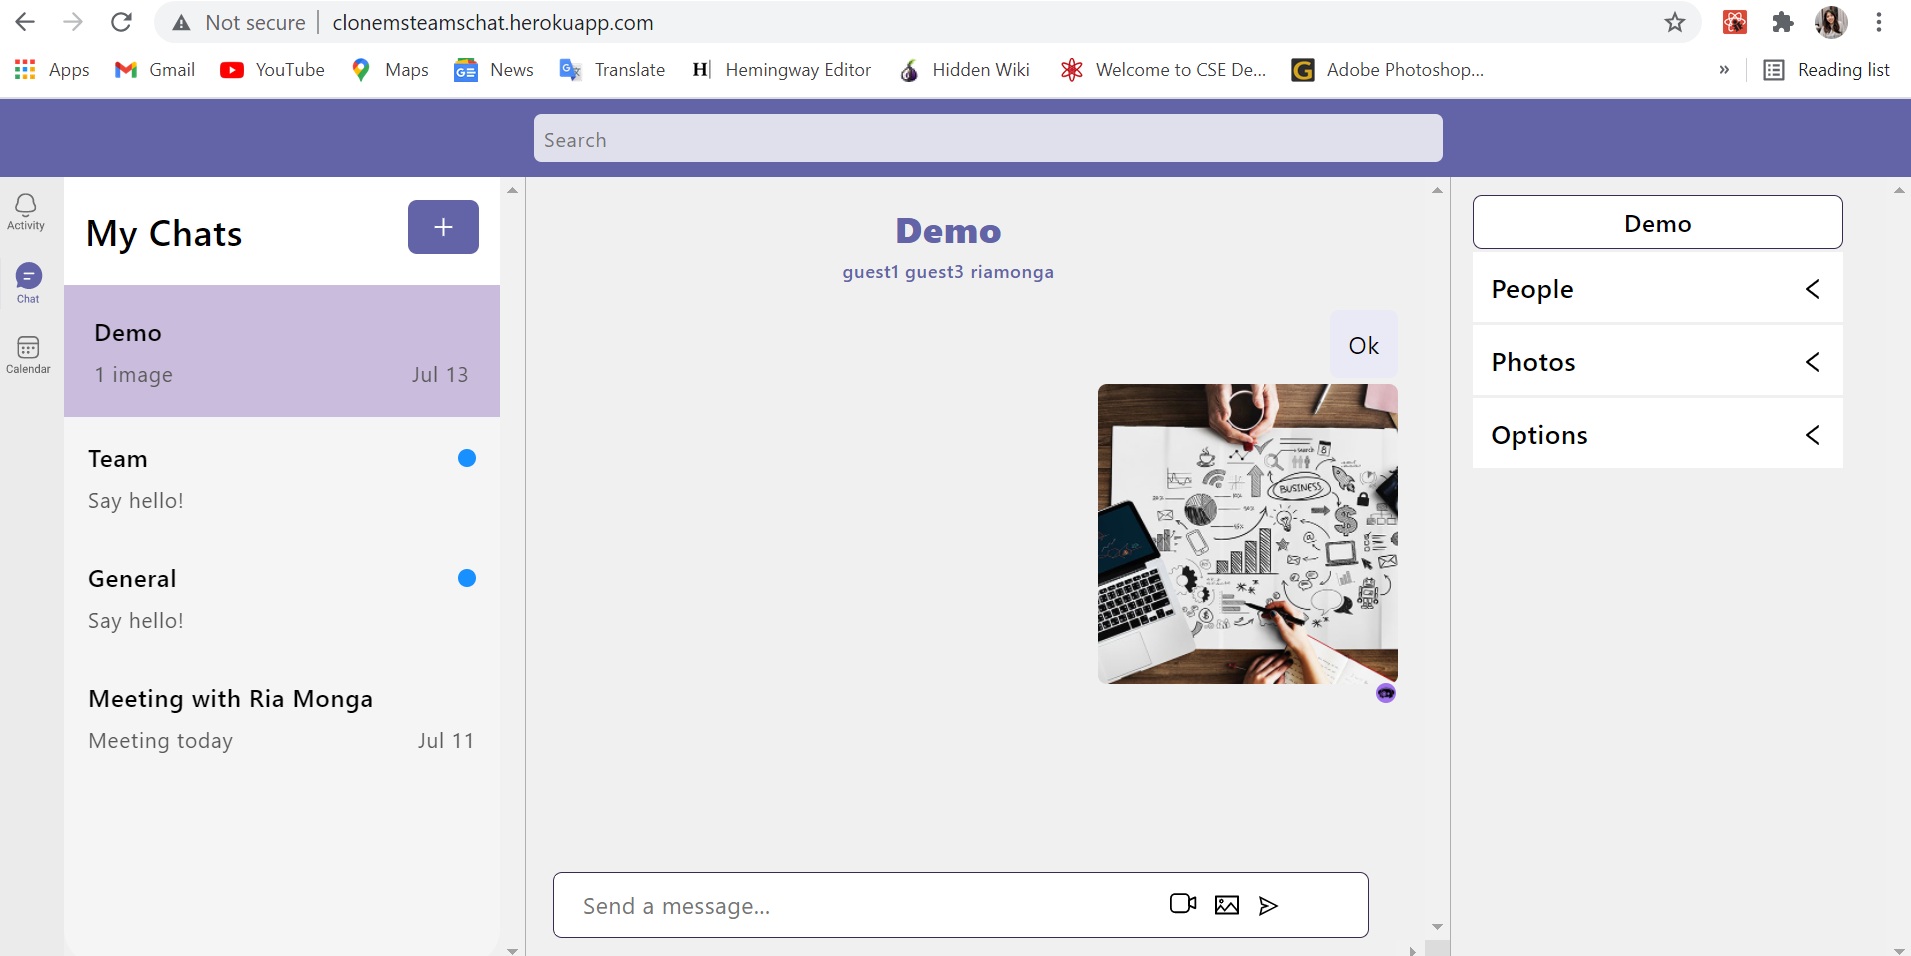 Not secure clonemsteamschat.herokuapp.com
Apps Gmail YouTube Maps News Translate H Hemingway Editor Hidden Wiki Welcome to CSE De... G Adobe Photoshop... » Reading list
Search
Activity
Chat
Calendar
My Chats
+
Demo
1 image Jul 13
Team
Say hello!
General
Say hello!
Meeting with Ria Monga
Meeting today Jul 11
Demo
guest1 guest3 riamonga
Ok
search 8
BUSINESS
Send a message...
Demo
People
Photos
Options